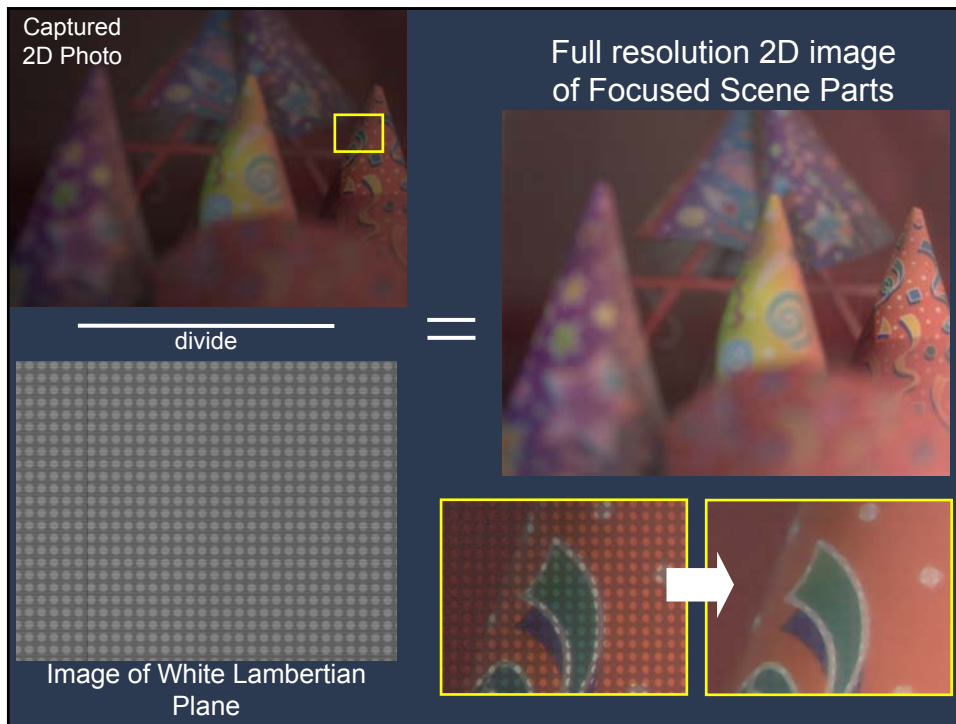 Captured
2D Photo
divide
Image of White Lambertian
Plane
=
Full resolution 2D image
of Focused Scene Parts